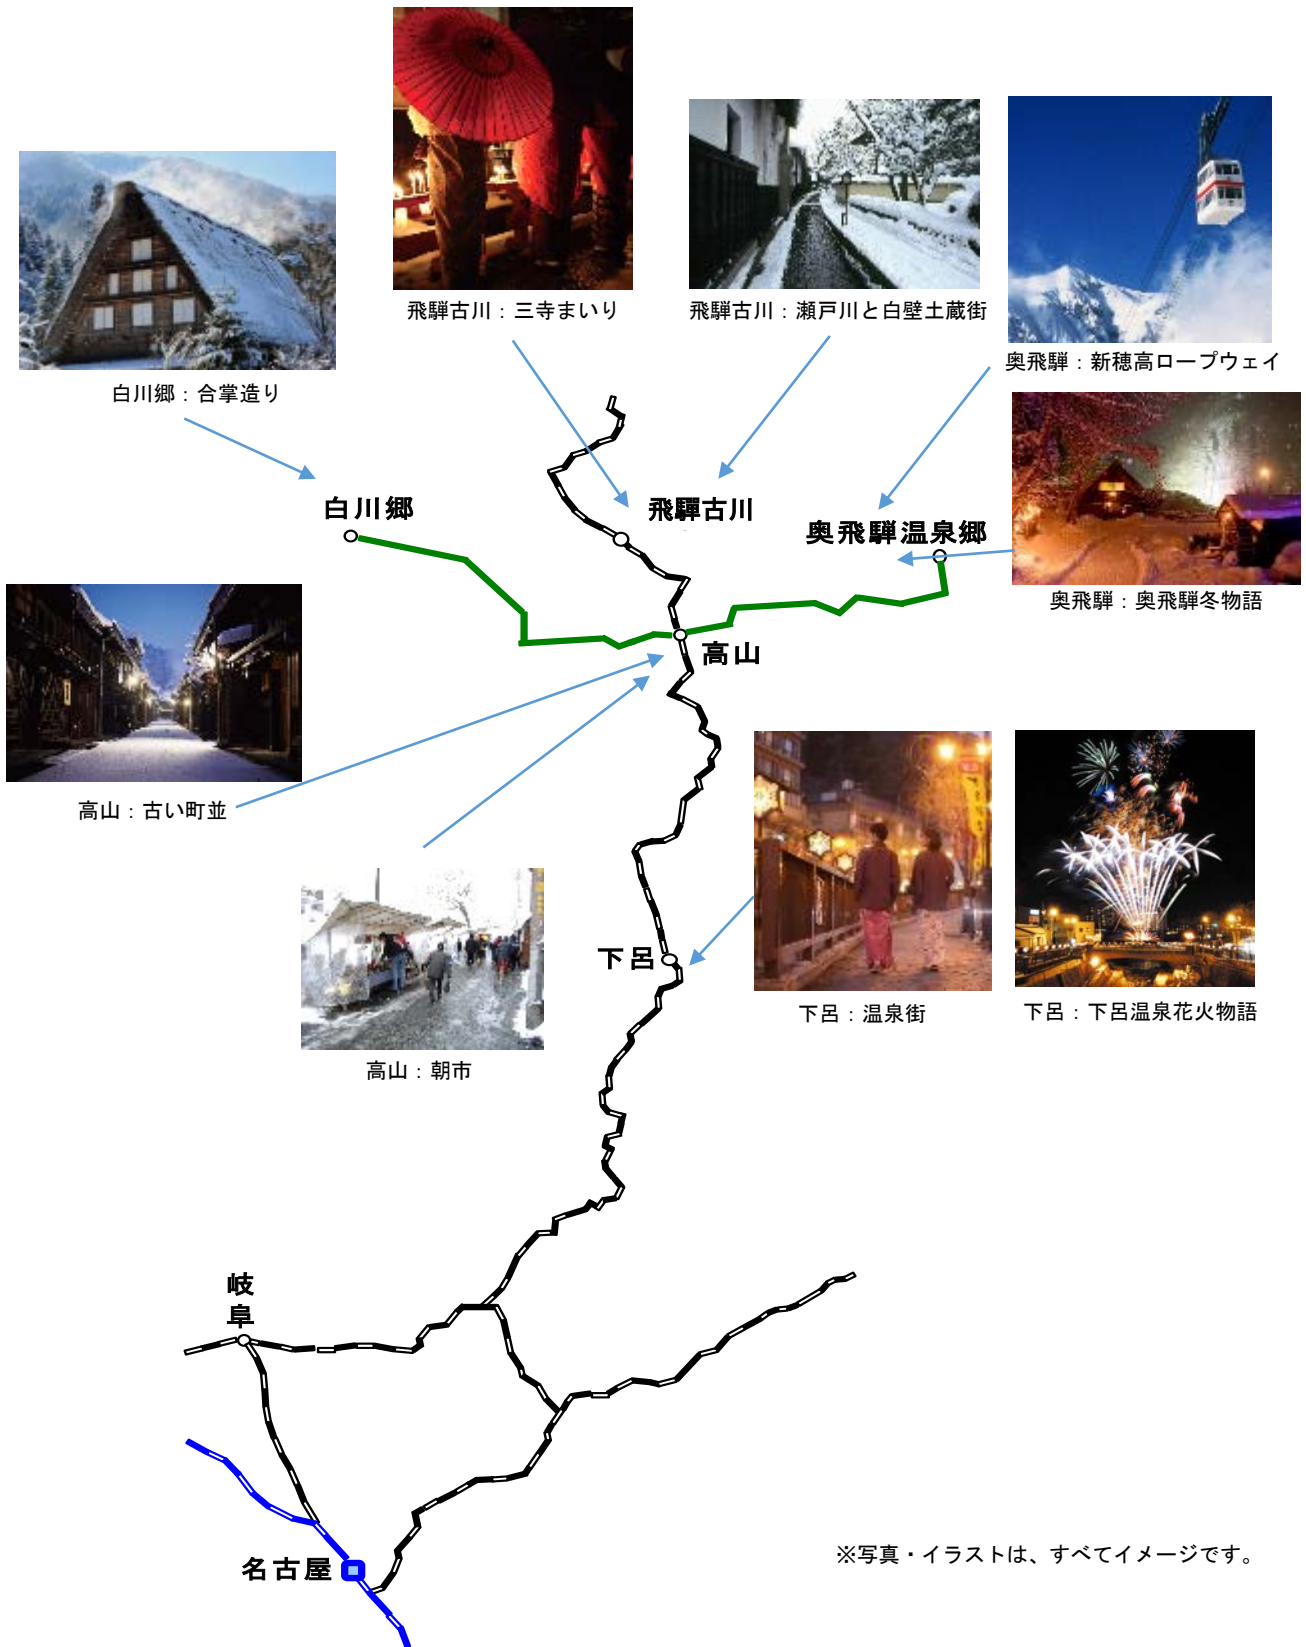 飛騨古川：三寺まいり
飛騨古川：瀬戸川と白壁土蔵街
奥飛騨：新穂高ロープウェイ
白川郷：合掌造り
白川郷
飛騨古川
奥飛騨温泉郷
奥飛騨：奥飛騨冬物語
高山
高山：古い町並
下呂
下呂：温泉街
下呂：下呂温泉花火物語
高山：朝市
岐
阜
名古屋
※写真・イラストは、すべてイメージです。